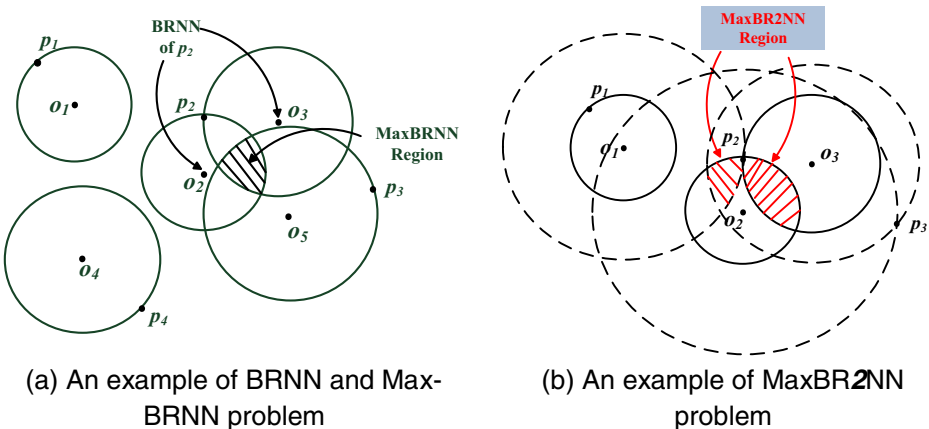 BRNN
of p2
p1
o1
p2
o3
MaxBRNN
Region
o2
p3
o5
o4
p4
(a) An example of BRNN and Max-
BRNN problem
MaxBR2NN
Region
p1
o1
p2
o3
o2
p3
(b) An example of MaxBR2NN
problem